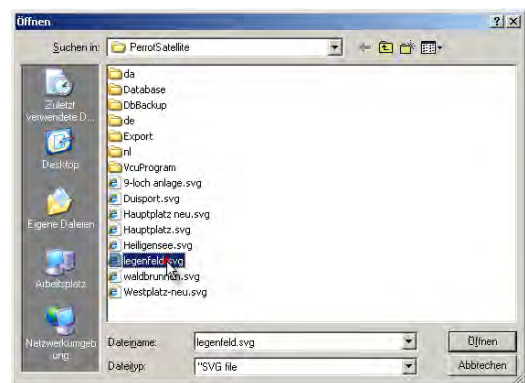 Öffnen
Suchen in:
PerrotSatellite
Zuletzt
verwendete D...
Desktop
Eigene Dateien
Arbeitsplatz
Netzwerkumgeb
ung
da
Database
DbBackup
de
Export
nl
VcuProgram
9-loch anlage.svg
Duisport.svg
Hauptplatz neu.svg
Hauptplatz.svg
Heiligensee.svg
legenfeld.svg
waldbrunnen.svg
Westplatz-neu.svg
Dateiname:
legenfeld.svg
Öffnen
Dateityp:
"SVG file
Abbrechen